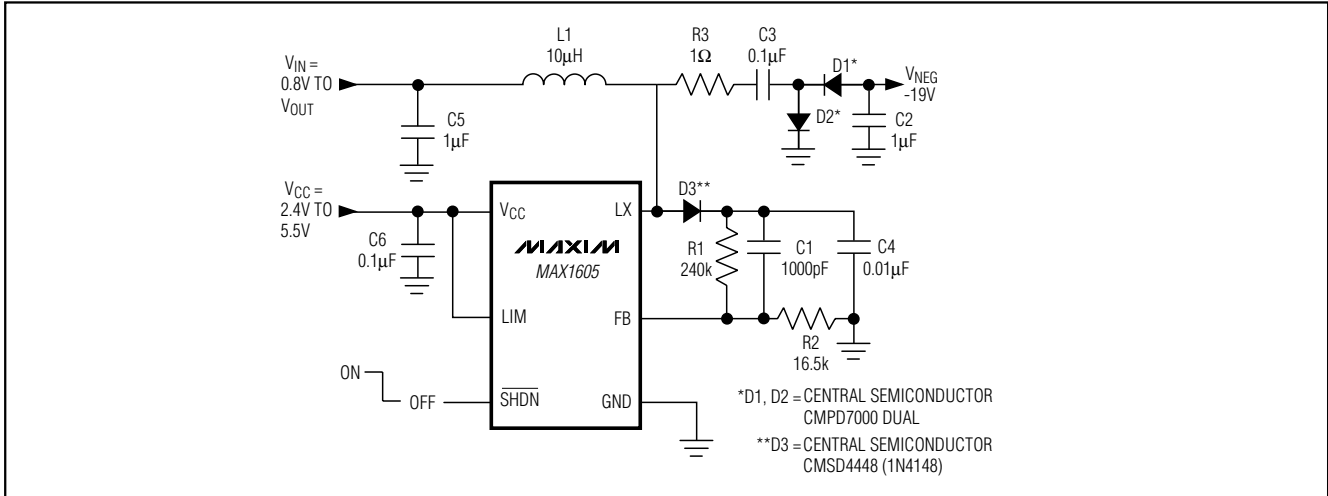 V_IN =
0.8V TO
V_OUT
L1
10µH
R3
1Ω
C3
0.1µF
D1*
V_NEG
-19V
D2*
C2
1µF
C5
1µF
V_CC =
2.4V TO
5.5V
C6
0.1µF
V_CC
LX
MAXIM
MAX1605
LIM
FB
SHDN
GND
D3**
R1
240k
C1
1000pF
C4
0.01µF
R2
16.5k
ON
OFF
*D1, D2 = CENTRAL SEMICONDUCTOR
CMPD7000 DUAL
**D3 = CENTRAL SEMICONDUCTOR
CMSD4448 (1N4148)